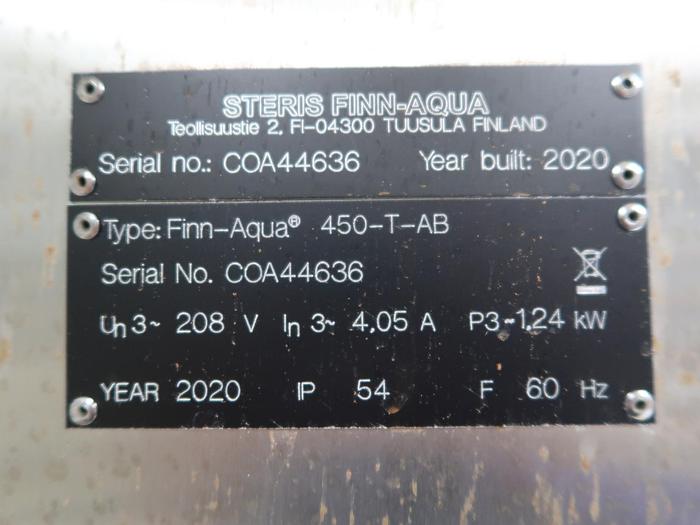 STERIS FINN-AQUA
Teollisuustie 2, FI-04300 TUUSULA FINLAND
Serial no.: COA44636 Year built: 2020
Type: Finn-Aqua® 450-T-AB
Serial No. COA44636
Un 3~ 208 V In 3~ 4,05 A P3~1,24 kW
YEAR 2020 IP 54 F 60 Hz